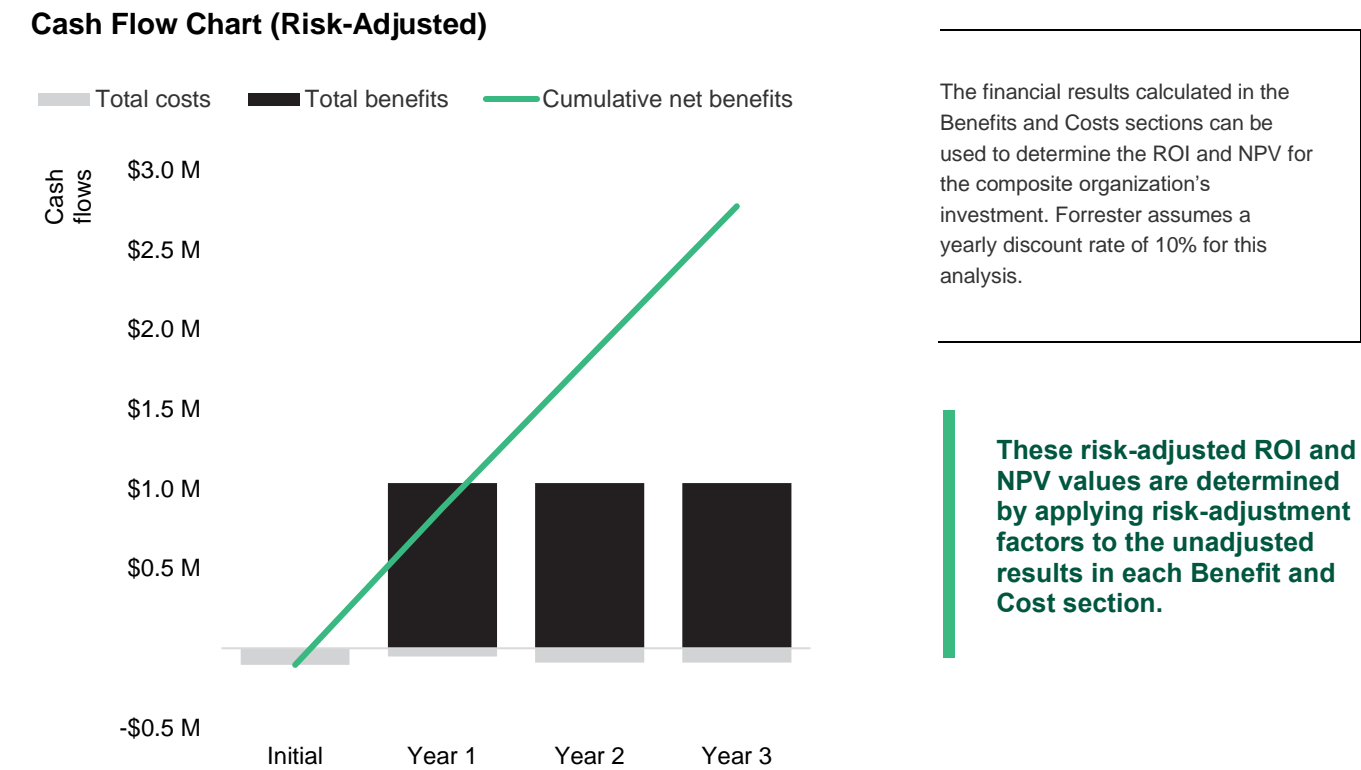 Cash Flow Chart (Risk-Adjusted)
Total costs
Total benefits
Cumulative net benefits
Cash
flows
$3.0 M
$2.5 M
$2.0 M
$1.5 M
$1.0 M
$0.5 M
-$0.5 M
Initial
Year 1
Year 2
Year 3
The financial results calculated in the
Benefits and Costs sections can be
used to determine the ROI and NPV for
the composite organization’s
investment. Forrester assumes a
yearly discount rate of 10% for this
analysis.
These risk-adjusted ROI and
NPV values are determined
by applying risk-adjustment
factors to the unadjusted
results in each Benefit and
Cost section.